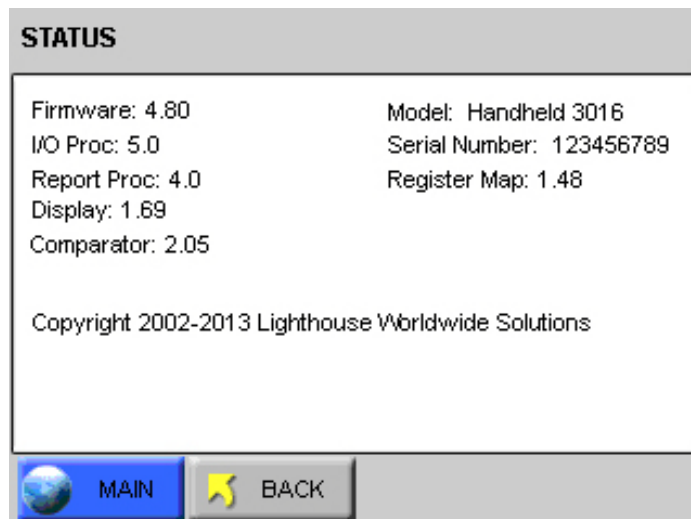 STATUS
Firmware: 4.80
I/O Proc: 5.0
Report Proc: 4.0
Display: 1.69
Comparator: 2.05
Model: Handheld 3016
Serial Number: 123456789
Register Map: 1.48
Copyright 2002-2013 Lighthouse Worldwide Solutions
MAIN
BACK